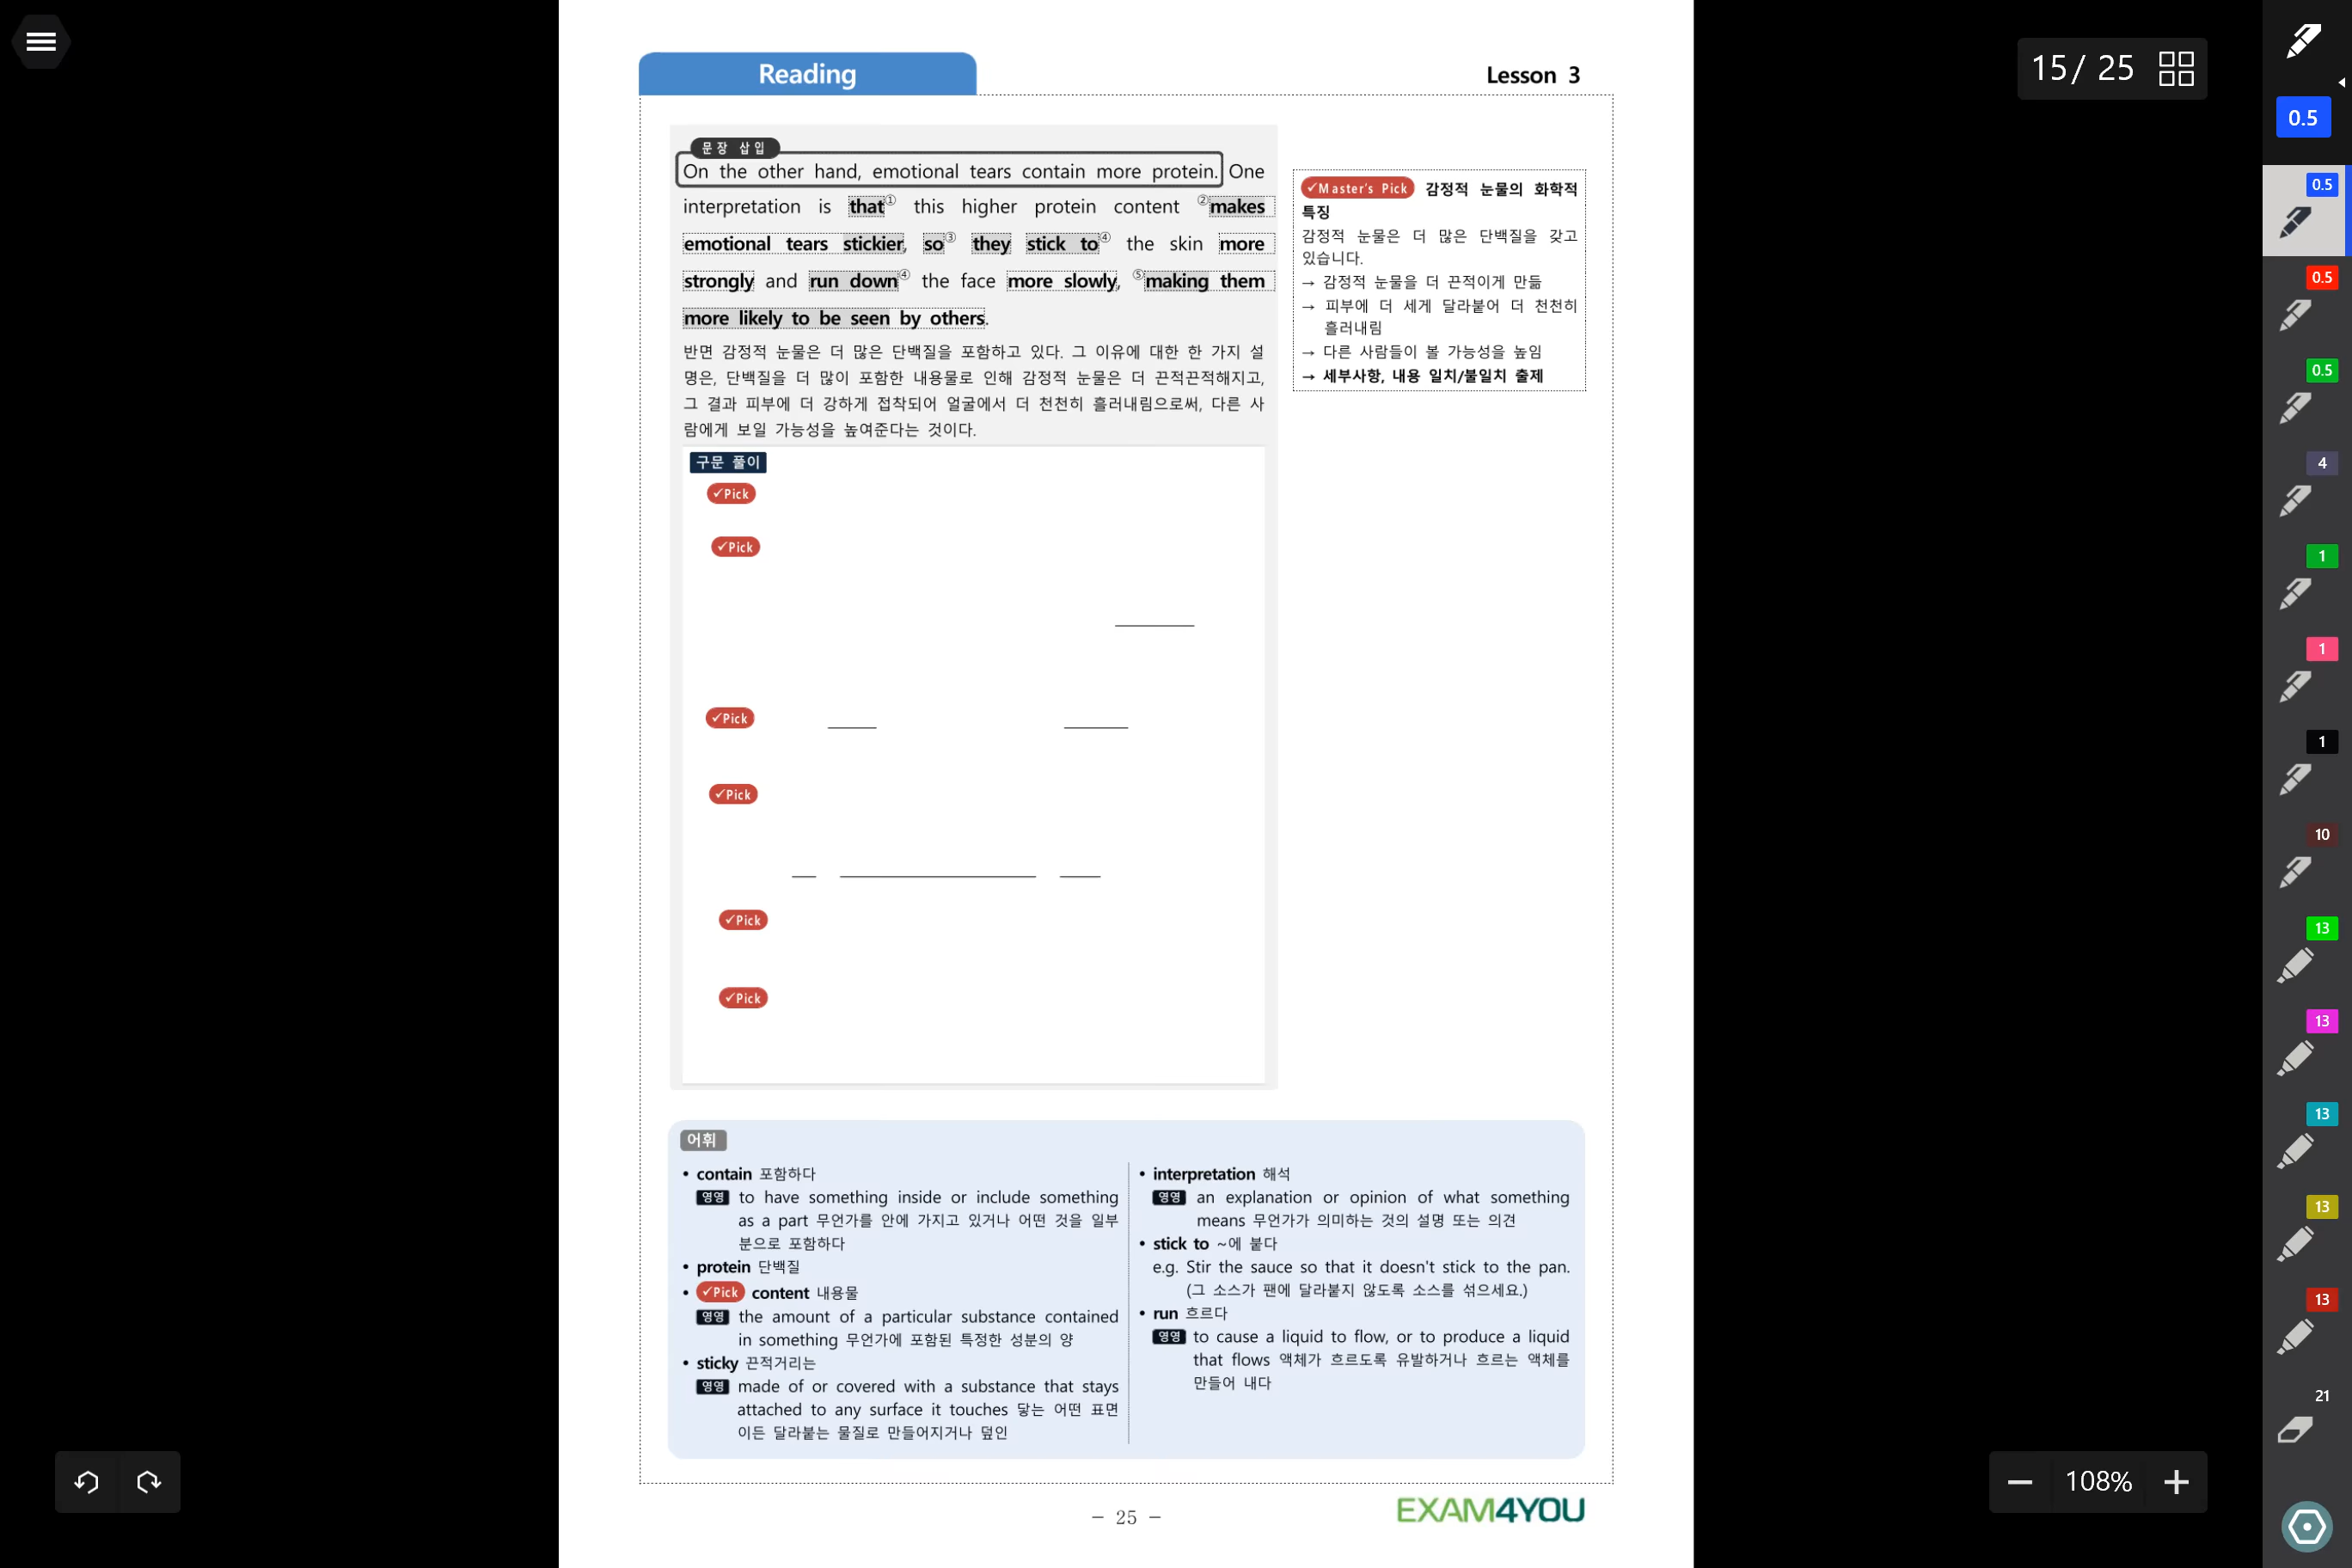 15/ 25
0.5
Reading
Lesson 3
문장 삽입
On the other hand, emotional tears contain more protein. One
interpretation is that① this higher protein content ②makes
emotional tears stickier, so③ they stick to④ the skin more
strongly and run down④ the face more slowly, ⑤making them
more likely to be seen by others.
반면 감정적 눈물은 더 많은 단백질을 포함하고 있다. 그 이유에 대한 한 가지 설
명은, 단백질을 더 많이 포함한 내용물로 인해 감정적 눈물은 더 끈적끈적해지고,
그 결과 피부에 더 강하게 접착되어 얼굴에서 더 천천히 흘러내림으로써, 다른 사
람에게 보일 가능성을 높여준다는 것이다.
✓Master's Pick 감정적 눈물의 화학적
특징
감정적 눈물은 더 많은 단백질을 갖고
있습니다.
→ 감정적 눈물을 더 끈적이게 만듦
→ 피부에 더 세게 달라붙어 더 천천히
흘러내림
→ 다른 사람들이 볼 가능성을 높임
→ 세부사항, 내용 일치/불일치 출제
구문 풀이
✓Pick
✓Pick
✓Pick
✓Pick
✓Pick
✓Pick
어휘
• contain 포함하다
영영 to have something inside or include something
as a part 무언가를 안에 가지고 있거나 어떤 것을 일부
분으로 포함하다
• protein 단백질
• ✓Pick content 내용물
영영 the amount of a particular substance contained
in something 무언가에 포함된 특정한 성분의 양
• sticky 끈적거리는
영영 made of or covered with a substance that stays
attached to any surface it touches 닿는 어떤 표면
이든 달라붙는 물질로 만들어지거나 덮인
• interpretation 해석
영영 an explanation or opinion of what something
means 무언가가 의미하는 것의 설명 또는 의견
• stick to ~에 붙다
e.g. Stir the sauce so that it doesn't stick to the pan.
(그 소스가 팬에 달라붙지 않도록 소스를 섞으세요.)
• run 흐르다
영영 to cause a liquid to flow, or to produce a liquid
that flows 액체가 흐르도록 유발하거나 흐르는 액체를
만들어 내다
- 25 -
EXAM4YOU
0.5
0.5
0.5
4
1
1
1
10
13
13
13
13
13
21
108%